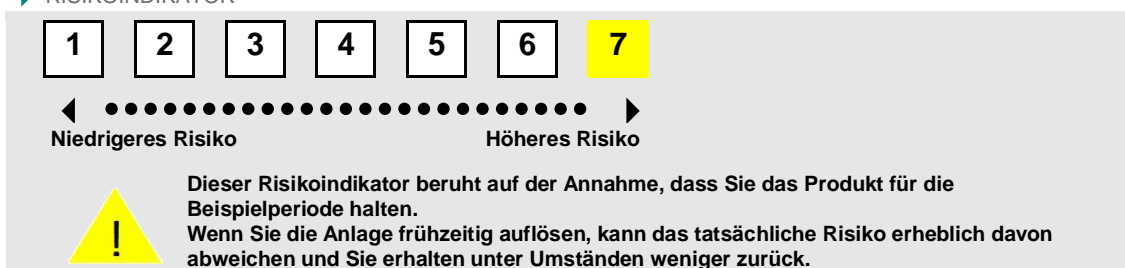 RISIKOINDIKATOR
1 2 3 4 5 6 7
Niedrigeres Risiko Höheres Risiko
Dieser Risikoindikator beruht auf der Annahme, dass Sie das Produkt für die
Beispielperiode halten.
! Wenn Sie die Anlage frühzeitig auflösen, kann das tatsächliche Risiko erheblich davon
abweichen und Sie erhalten unter Umständen weniger zurück.